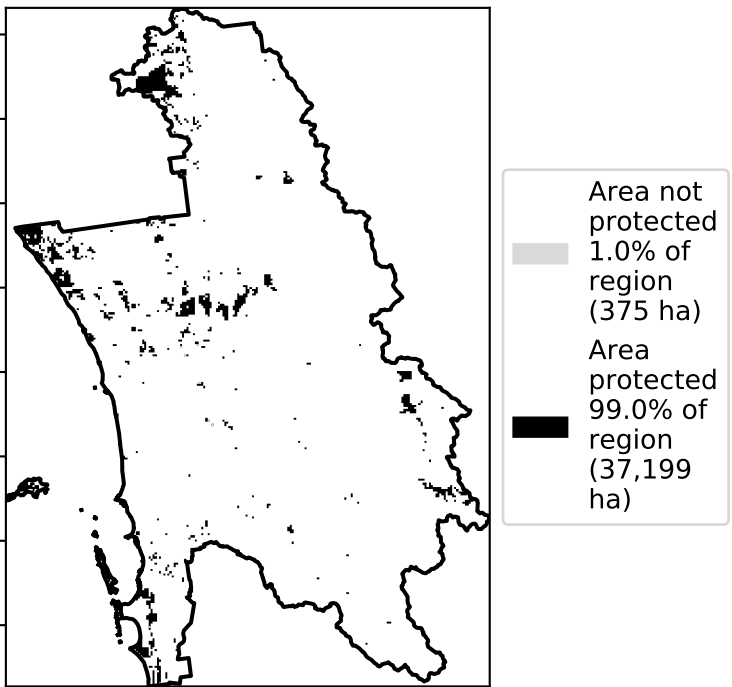 Area not
protected
1.0% of
region
(375 ha)
Area
protected
99.0% of
region
(37,199
ha)